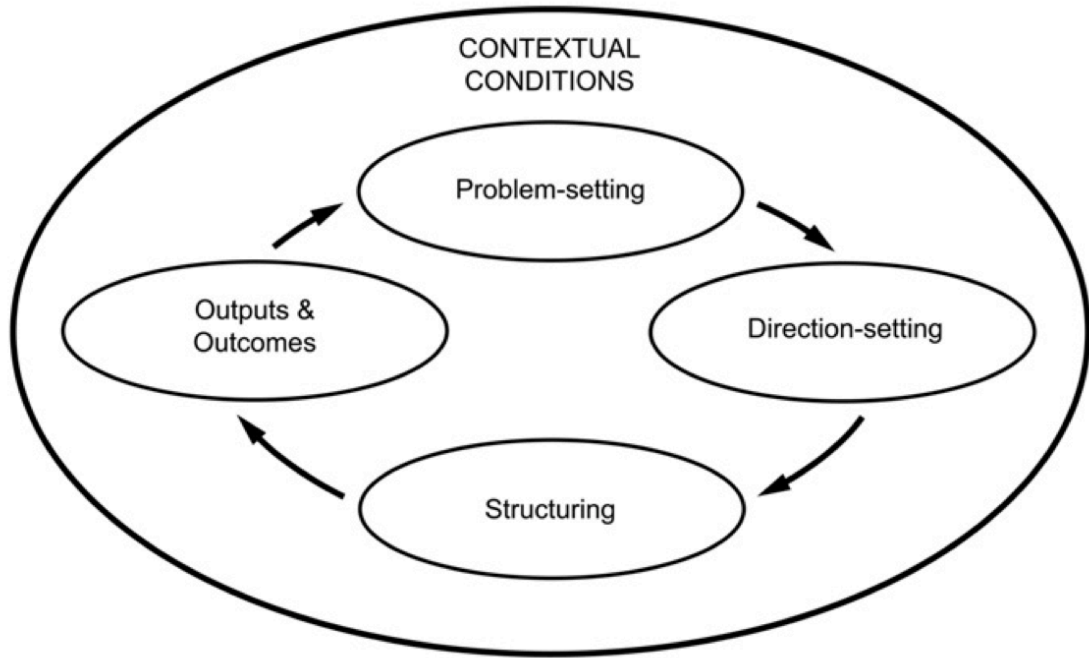 CONTEXTUAL
CONDITIONS
Problem-setting
Outputs &
Outcomes
Direction-setting
Structuring